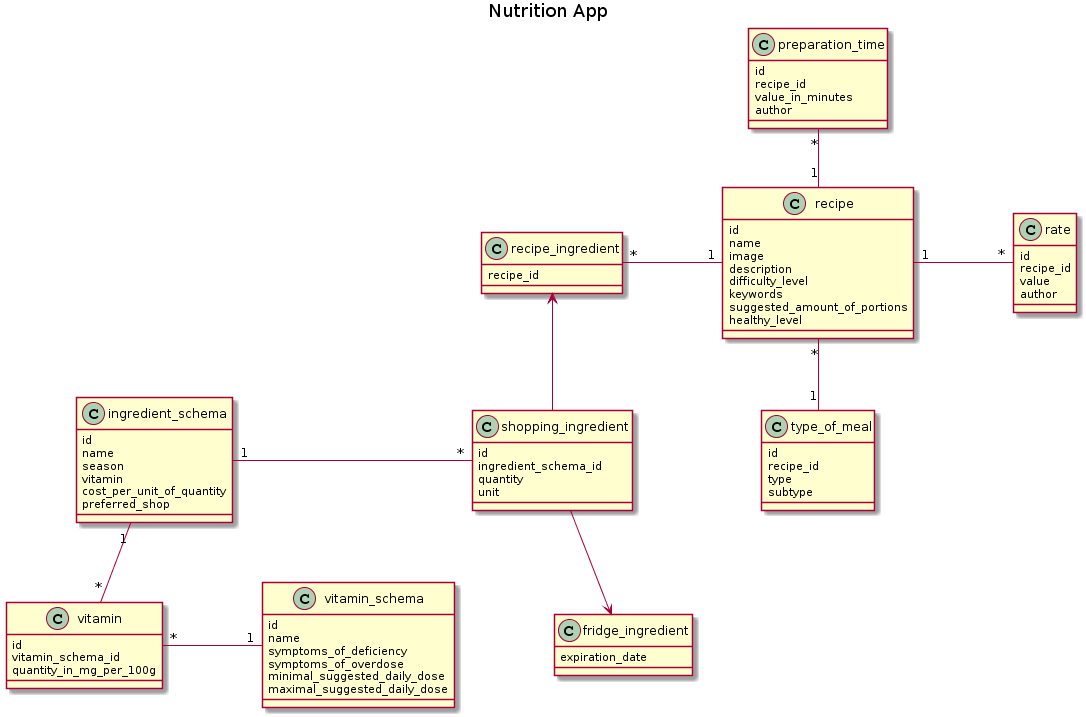 Nutrition App
C preparation_time
id
recipe_id
value_in_minutes
author
*
1
C recipe
id
name
image
description
difficulty_level
keywords
suggested_amount_of_portions
healthy_level
C rate
id
recipe_id
value
author
1
*
C recipe_ingredient
recipe_id
*
1
*
1
C type_of_meal
id
recipe_id
type
subtype
C ingredient_schema
id
name
season
vitamin
cost_per_unit_of_quantity
preferred_shop
1
*
C shopping_ingredient
id
ingredient_schema_id
quantity
unit
1
*
C vitamin
id
vitamin_schema_id
quantity_in_mg_per_100g
*
1
C vitamin_schema
id
name
symptoms_of_deficiency
symptoms_of_overdose
minimal_suggested_daily_dose
maximal_suggested_daily_dose
C fridge_ingredient
expiration_date